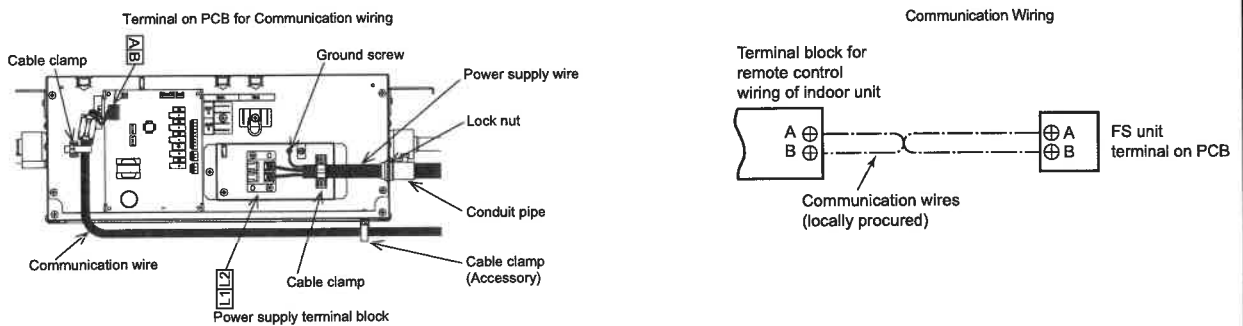 Terminal on PCB for Communication wiring
A B
Cable clamp
Ground screw
Power supply wire
Lock nut
Conduit pipe
Communication wire
L1 L2
Cable clamp
Cable clamp
(Accessory)
Power supply terminal block
Communication Wiring
Terminal block for
remote control
wiring of indoor unit
A
B
A
B
FS unit
terminal on PCB
Communication wires
(locally procured)